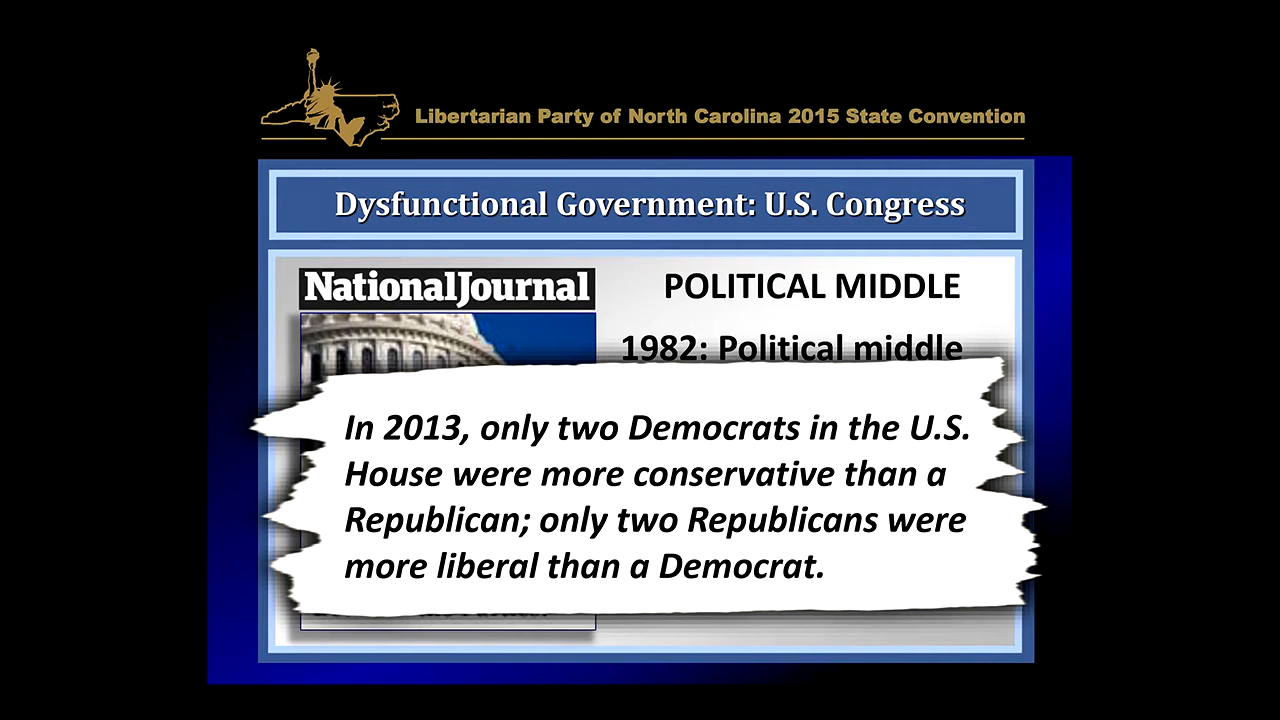 Libertarian Party of North Carolina 2015 State Convention
Dysfunctional Government: U.S. Congress
NationalJournal
POLITICAL MIDDLE
1982: Political middle
In 2013, only two Democrats in the U.S.
House were more conservative than a
Republican; only two Republicans were
more liberal than a Democrat.